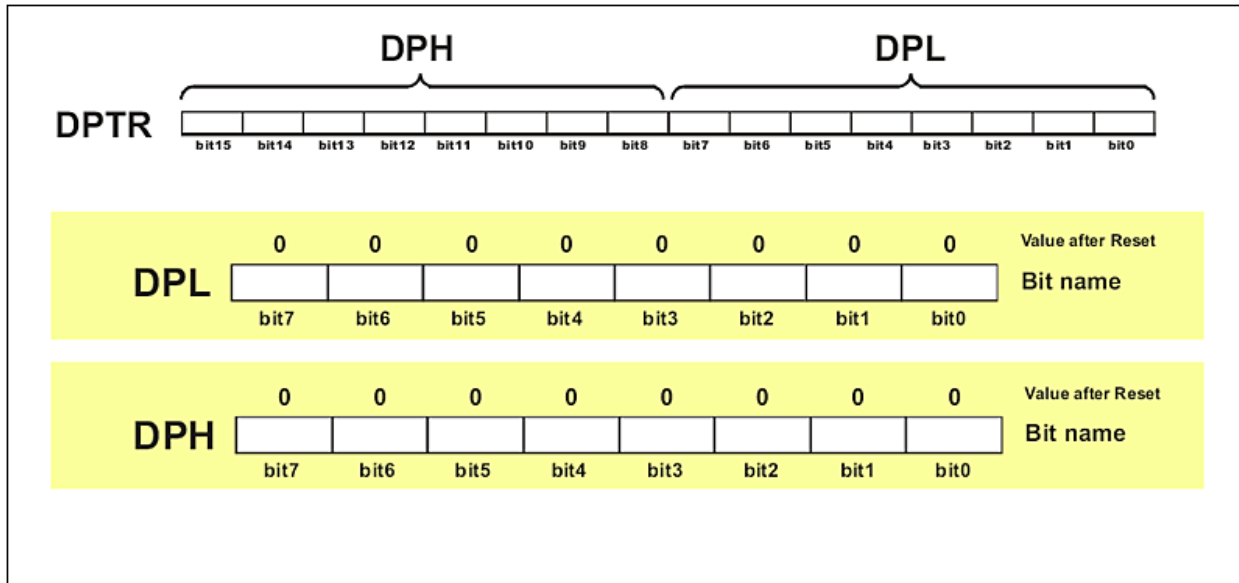 DPH DPL
DPTR
bit15 bit14 bit13 bit12 bit11 bit10 bit9 bit8 bit7 bit6 bit5 bit4 bit3 bit2 bit1 bit0
0 0 0 0 0 0 0 0 Value after Reset
DPL Bit name
bit7 bit6 bit5 bit4 bit3 bit2 bit1 bit0
0 0 0 0 0 0 0 0 Value after Reset
DPH Bit name
bit7 bit6 bit5 bit4 bit3 bit2 bit1 bit0